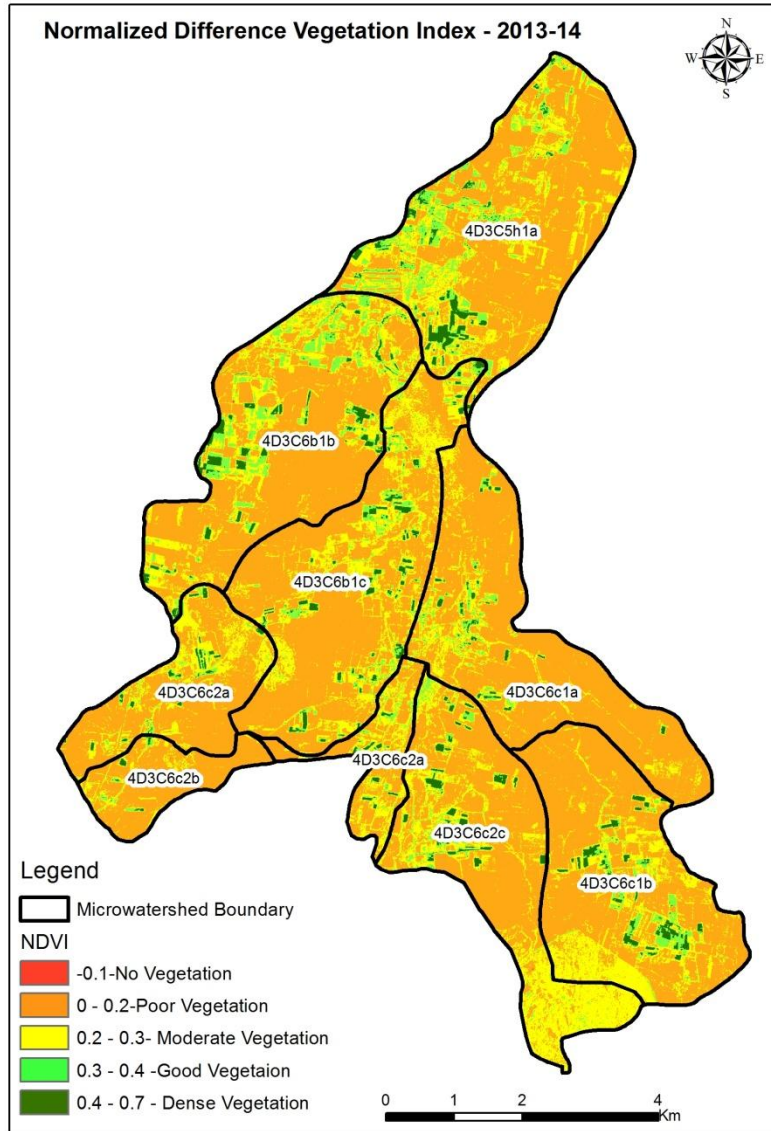 Normalized Difference Vegetation Index - 2013-14
N
W E
S
4D3C5h1a
4D3C6b1b
4D3C6b1c
4D3C6c2a
4D3C6c1a
4D3C6c2b
4D3C6c2a
4D3C6c2c
4D3C6c1b
Legend
Microwatershed Boundary
NDVI
-0.1-No Vegetation
0 - 0.2-Poor Vegetation
0.2 - 0.3- Moderate Vegetation
0.3 - 0.4 -Good Vegetaion
0.4 - 0.7 - Dense Vegetation
0 1 2 4
Km